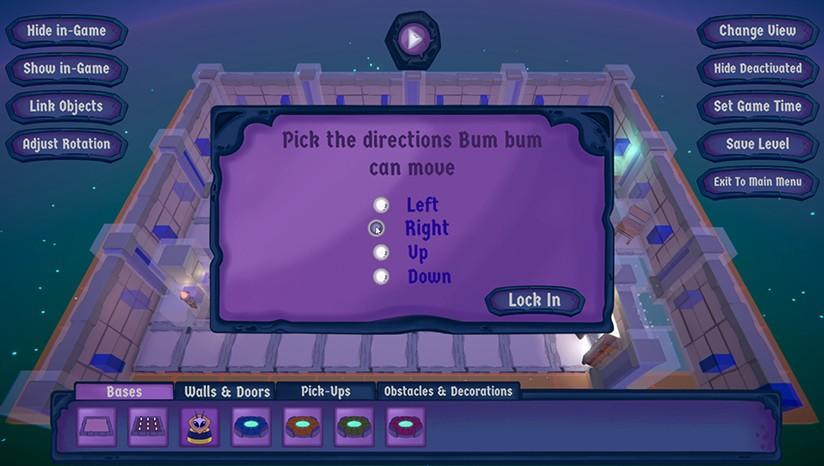 Hide in-Game
Show in-Game
Link Objects
Adjust Rotation
Change View
Hide Deactivated
Set Game Time
Save Level
Exit To Main Menu
Pick the directions Bum bum
can move
Left
Right
Up
Down
Lock In
Bases
Walls & Doors
Pick-Ups
Obstacles & Decorations